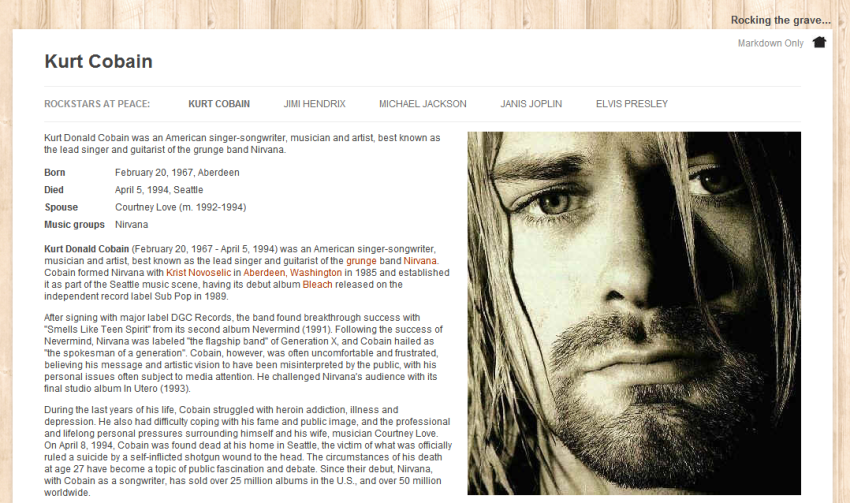 Rocking the grave...
Markdown Only
Kurt Cobain
ROCKSTARS AT PEACE: KURT COBAIN JIMI HENDRIX MICHAEL JACKSON JANIS JOPLIN ELVIS PRESLEY
Kurt Donald Cobain was an American singer-songwriter, musician and artist, best known as
the lead singer and guitarist of the grunge band Nirvana.
Born February 20, 1967, Aberdeen
Died April 5, 1994, Seattle
Spouse Courtney Love (m. 1992-1994)
Music groups Nirvana
Kurt Donald Cobain (February 20, 1967 - April 5, 1994) was an American singer-songwriter,
musician and artist, best known as the lead singer and guitarist of the grunge band Nirvana.
Cobain formed Nirvana with Krist Novoselic in Aberdeen, Washington in 1985 and established
it as part of the Seattle music scene, having its debut album Bleach released on the
independent record label Sub Pop in 1989.
After signing with major label DGC Records, the band found breakthrough success with
"Smells Like Teen Spirit" from its second album Nevermind (1991). Following the success of
Nevermind, Nirvana was labeled "the flagship band" of Generation X, and Cobain hailed as
"the spokesman of a generation". Cobain, however, was often uncomfortable and frustrated,
believing his message and artistic vision to have been misinterpreted by the public, with his
personal issues often subject to media attention. He challenged Nirvana's audience with its
final studio album In Utero (1993).
During the last years of his life, Cobain struggled with heroin addiction, illness and
depression. He also had difficulty coping with his fame and public image, and the professional
and lifelong personal pressures surrounding himself and his wife, musician Courtney Love.
On April 8, 1994, Cobain was found dead at his home in Seattle, the victim of what was officially
ruled a suicide by a self-inflicted shotgun wound to the head. The circumstances of his death
at age 27 have become a topic of public fascination and debate. Since their debut, Nirvana,
with Cobain as a songwriter, has sold over 25 million albums in the U.S., and over 50 million
worldwide.